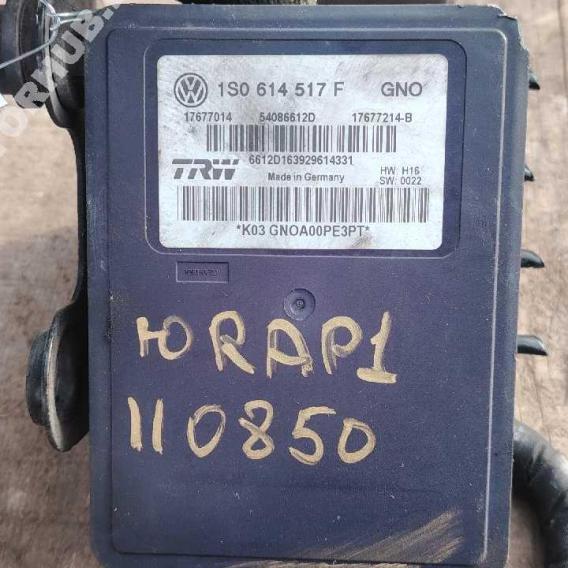 1S0 614 517 F GNO
17677014 54086612D 17677214-B
6612D163929614331
TRW Made in Germany HW: H16
SW: 0022
*K03 GNOA00PE3PT*
ЮRAP1
110850